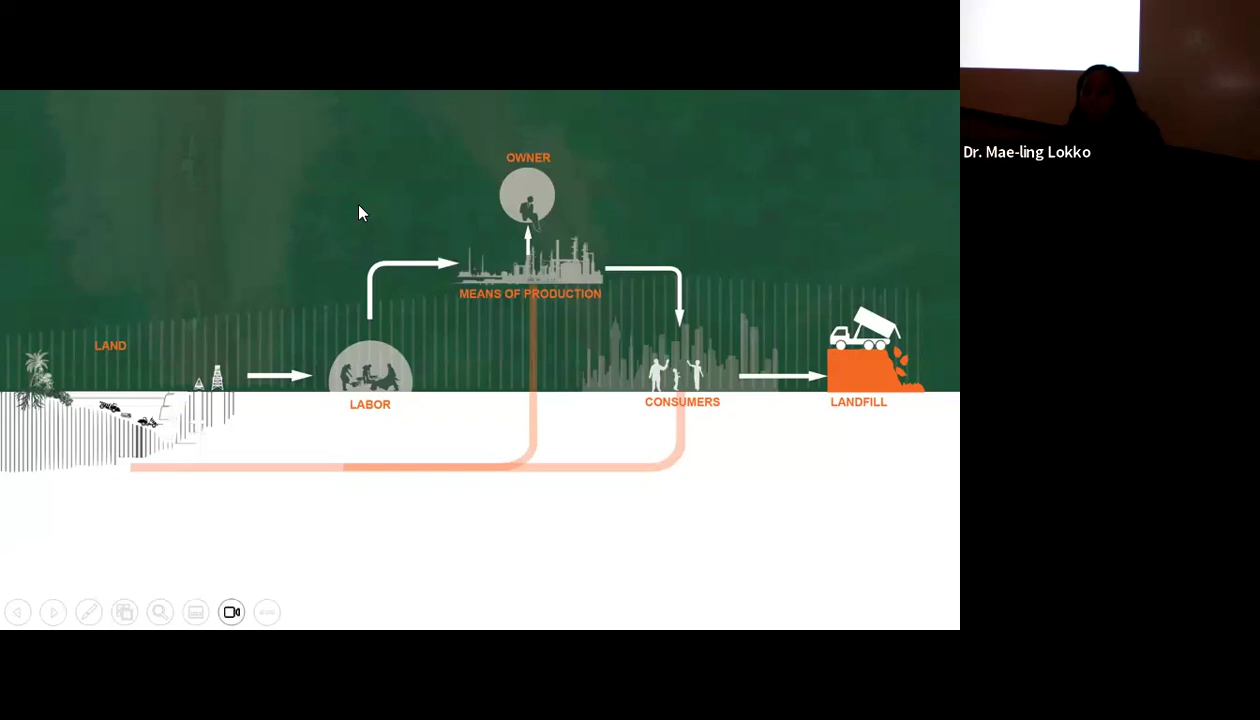 OWNER
MEANS OF PRODUCTION
LAND
LABOR
CONSUMERS
LANDFILL
Dr. Mae-ling Lokko